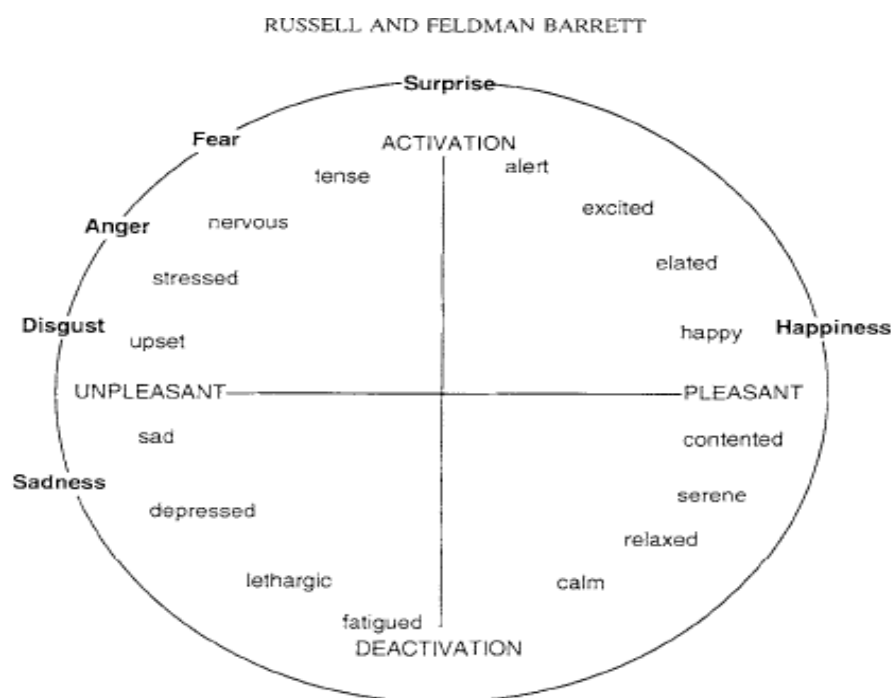 RUSSELL AND FELDMAN BARRETT
Surprise
Fear
ACTIVATION
tense
alert
excited
Anger
nervous
elated
stressed
Disgust
upset
happy
Happiness
UNPLEASANT
PLEASANT
sad
contented
Sadness
serene
depressed
relaxed
lethargic
calm
fatigued
DEACTIVATION